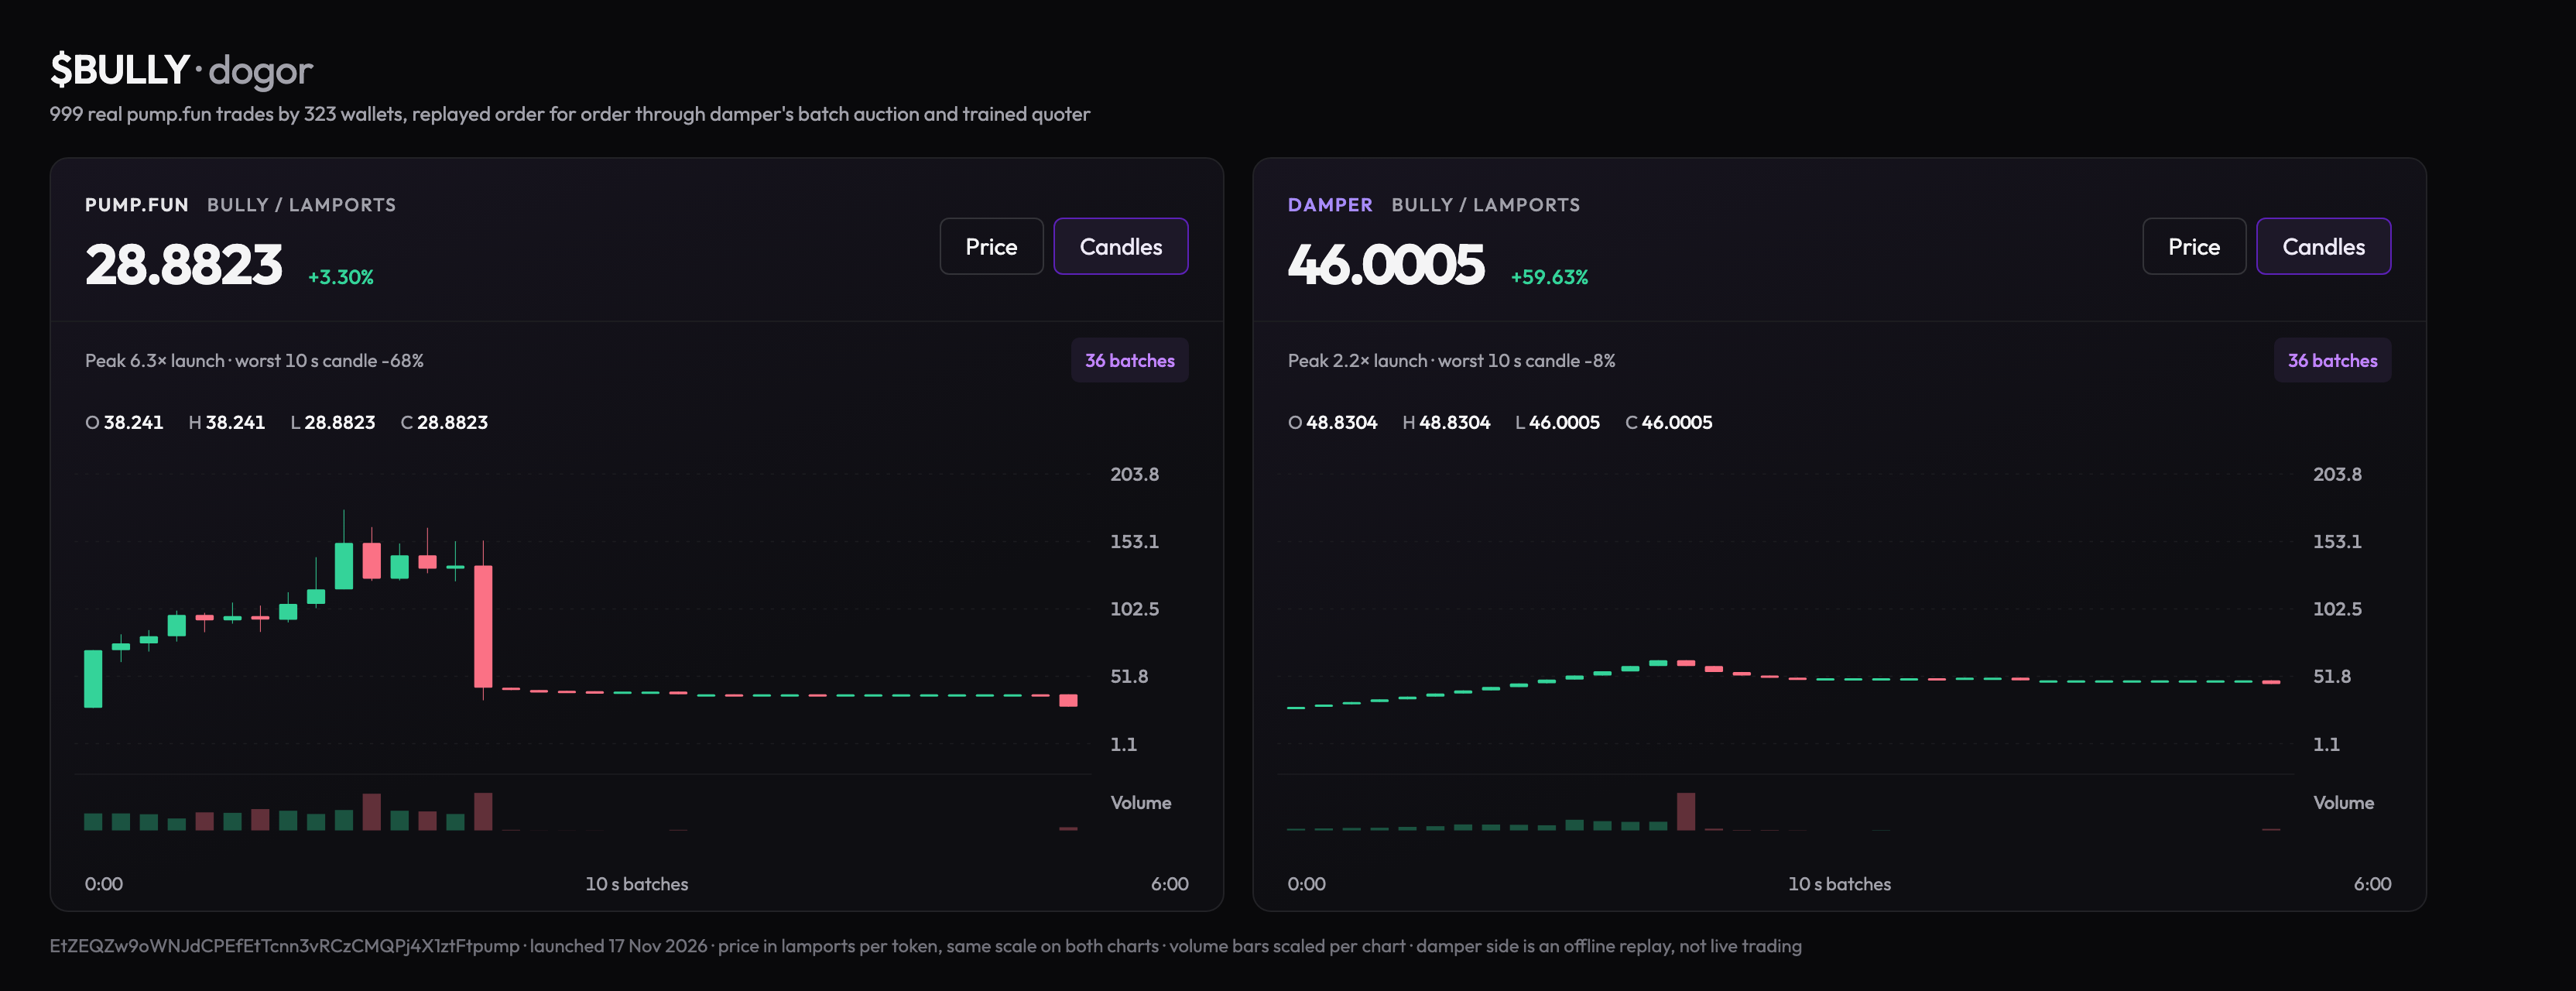 $BULLY · dogor
999 real pump.fun trades by 323 wallets, replayed order for order through damper's batch auction and trained quoter
PUMP.FUN BULLY / LAMPORTS
28.8823 +3.30%
Price Candles
Peak 6.3× launch · worst 10 s candle -68%
36 batches
O 38.241 H 38.241 L 28.8823 C 28.8823
203.8
153.1
102.5
51.8
1.1
Volume
0:00 10 s batches 6:00
DAMPER BULLY / LAMPORTS
46.0005 +59.63%
Price Candles
Peak 2.2× launch · worst 10 s candle -8%
36 batches
O 48.8304 H 48.8304 L 46.0005 C 46.0005
203.8
153.1
102.5
51.8
1.1
Volume
0:00 10 s batches 6:00
EtZEQZw9oWNJdCPEfEtTcnn3vRCzCMQPj4X1ztFtpump · launched 17 Nov 2026 · price in lamports per token, same scale on both charts · volume bars scaled per chart · damper side is an offline replay, not live trading